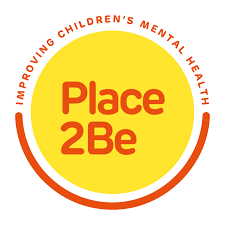 IMPROVING CHILDREN'S MENTAL HEALTH
Place
2Be